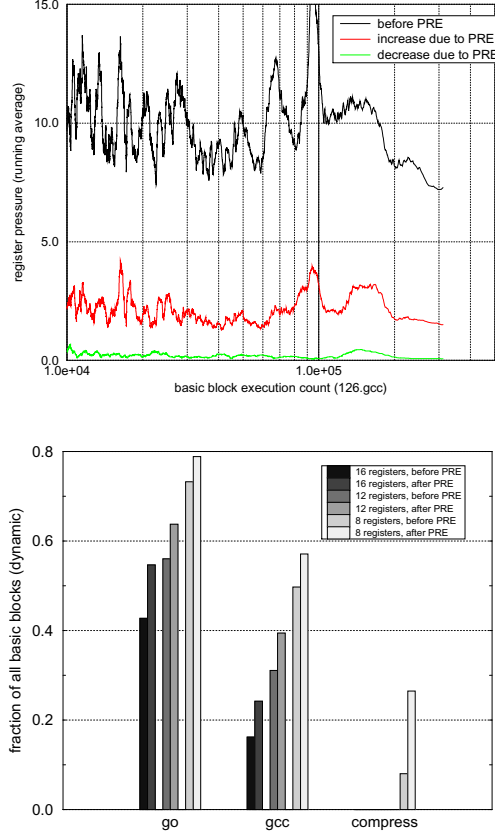 15.0
before PRE
increase due to PRE
decrease due to PRE
register pressure (running average)
10.0
5.0
0.0
1.0e+04
1.0e+05
basic block execution count (126.gcc)
0.8
16 registers, before PRE
16 registers, after PRE
12 registers, before PRE
12 registers, after PRE
8 registers, before PRE
8 registers, after PRE
fraction of all basic blocks (dynamic)
0.6
0.4
0.2
0.0
go
gcc
compress